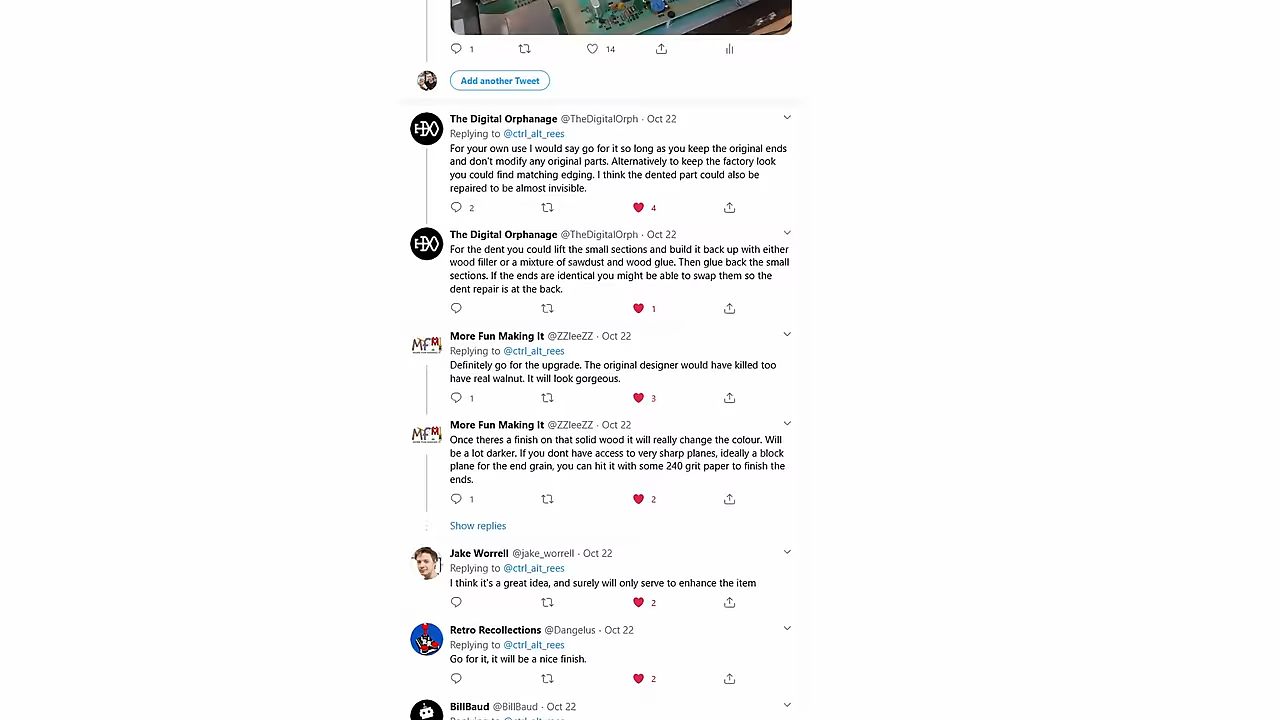 1 14
Add another Tweet
The Digital Orphanage @TheDigitalOrph · Oct 22
Replying to @ctrl_alt_rees
For your own use I would say go for it so long as you keep the original ends
and don't modify any original parts. Alternatively to keep the factory look
you could find matching edging. I think the dented part could also be
repaired to be almost invisible.
2 4
The Digital Orphanage @TheDigitalOrph · Oct 22
For the dent you could lift the small sections and build it back up with either
wood filler or a mixture of sawdust and wood glue. Then glue back the small
sections. If the ends are identical you might be able to swap them so the
dent repair is at the back.
1
More Fun Making It @ZZleeZZ · Oct 22
Replying to @ctrl_alt_rees
Definitely go for the upgrade. The original designer would have killed too
have real walnut. It will look gorgeous.
1 3
More Fun Making It @ZZleeZZ · Oct 22
Once theres a finish on that solid wood it will really change the colour. Will
be a lot darker. If you dont have access to very sharp planes, ideally a block
plane for the end grain, you can hit it with some 240 grit paper to finish the
ends.
1 2
Show replies
Jake Worrell @jake_worrell · Oct 22
Replying to @ctrl_alt_rees
I think it's a great idea, and surely will only serve to enhance the item
2
Retro Recollections @Dangelus · Oct 22
Replying to @ctrl_alt_rees
Go for it, it will be a nice finish.
2
BillBaud @BillBaud · Oct 22
Replying to @ctrl_alt_rees